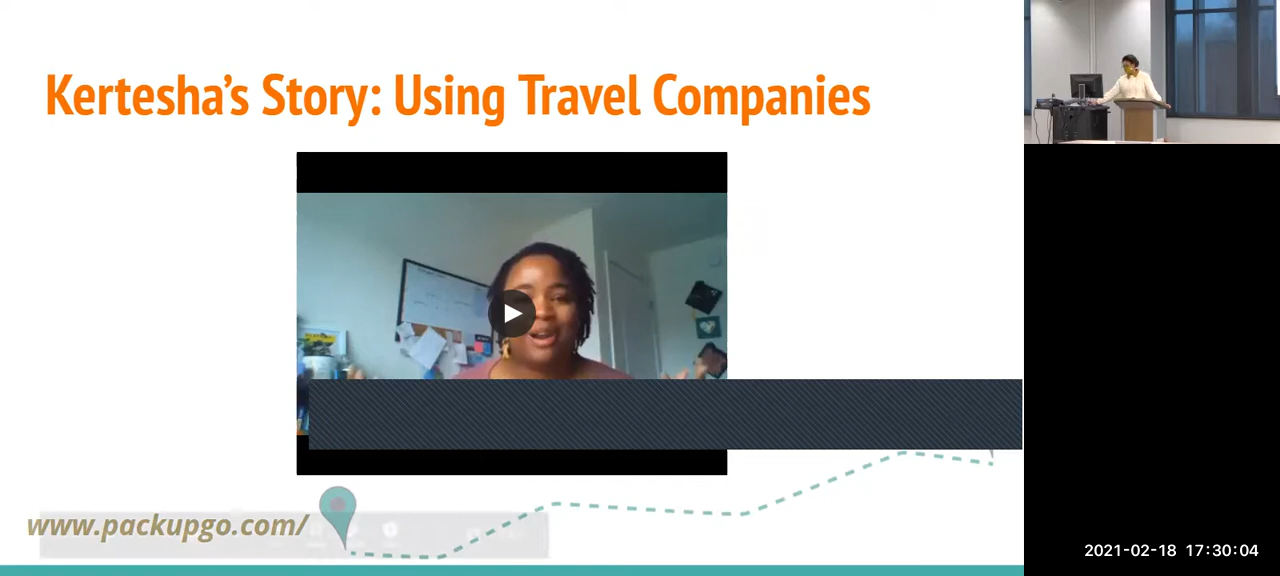 Kertesha's Story: Using Travel Companies
www.packupgo.com/
2021-02-18 17:30:04